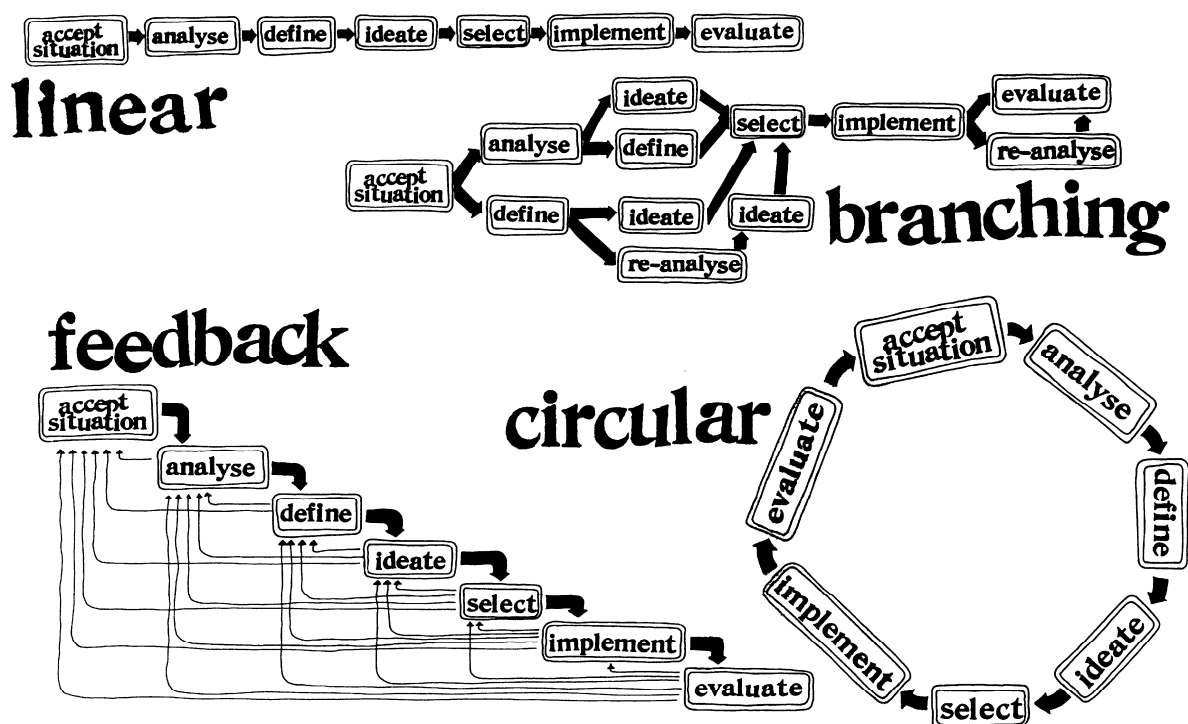 accept
situation
analyse
define
ideate
select
implement
evaluate
linear
accept
situation
analyse
define
ideate
define
ideate
re-analyse
ideate
select
implement
evaluate
re-analyse
branching
feedback
accept
situation
analyse
define
ideate
select
implement
evaluate
circular
accept
situation
analyse
define
ideate
select
implement
evaluate